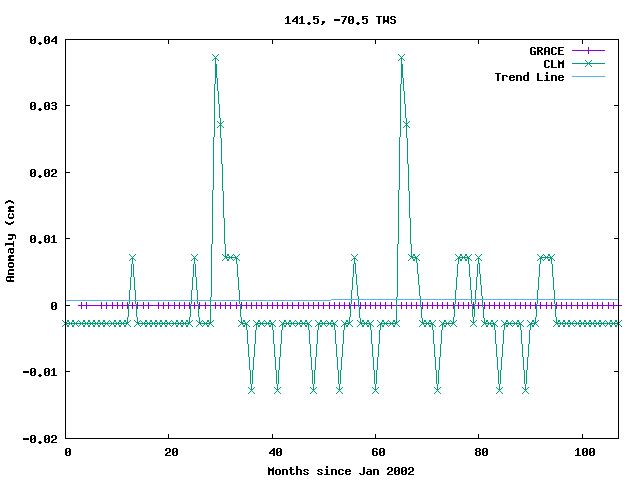 141.5, -70.5 TWS
0.04
0.03
0.02
0.01
0
-0.01
-0.02
Anomaly (cm)
GRACE
CLM
Trend Line
0 20 40 60 80 100
Months since Jan 2002